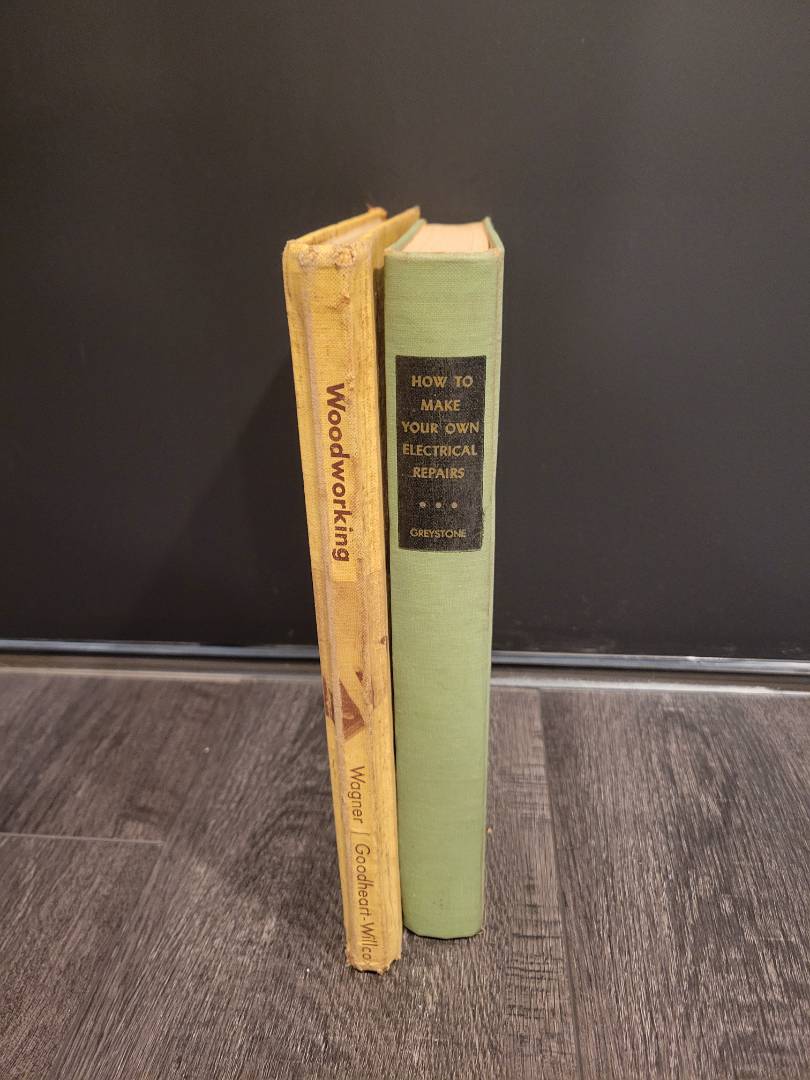 Woodworking
Wagner | Goodheart-Willcox
HOW TO
MAKE
YOUR OWN
ELECTRICAL
REPAIRS
GREYSTONE